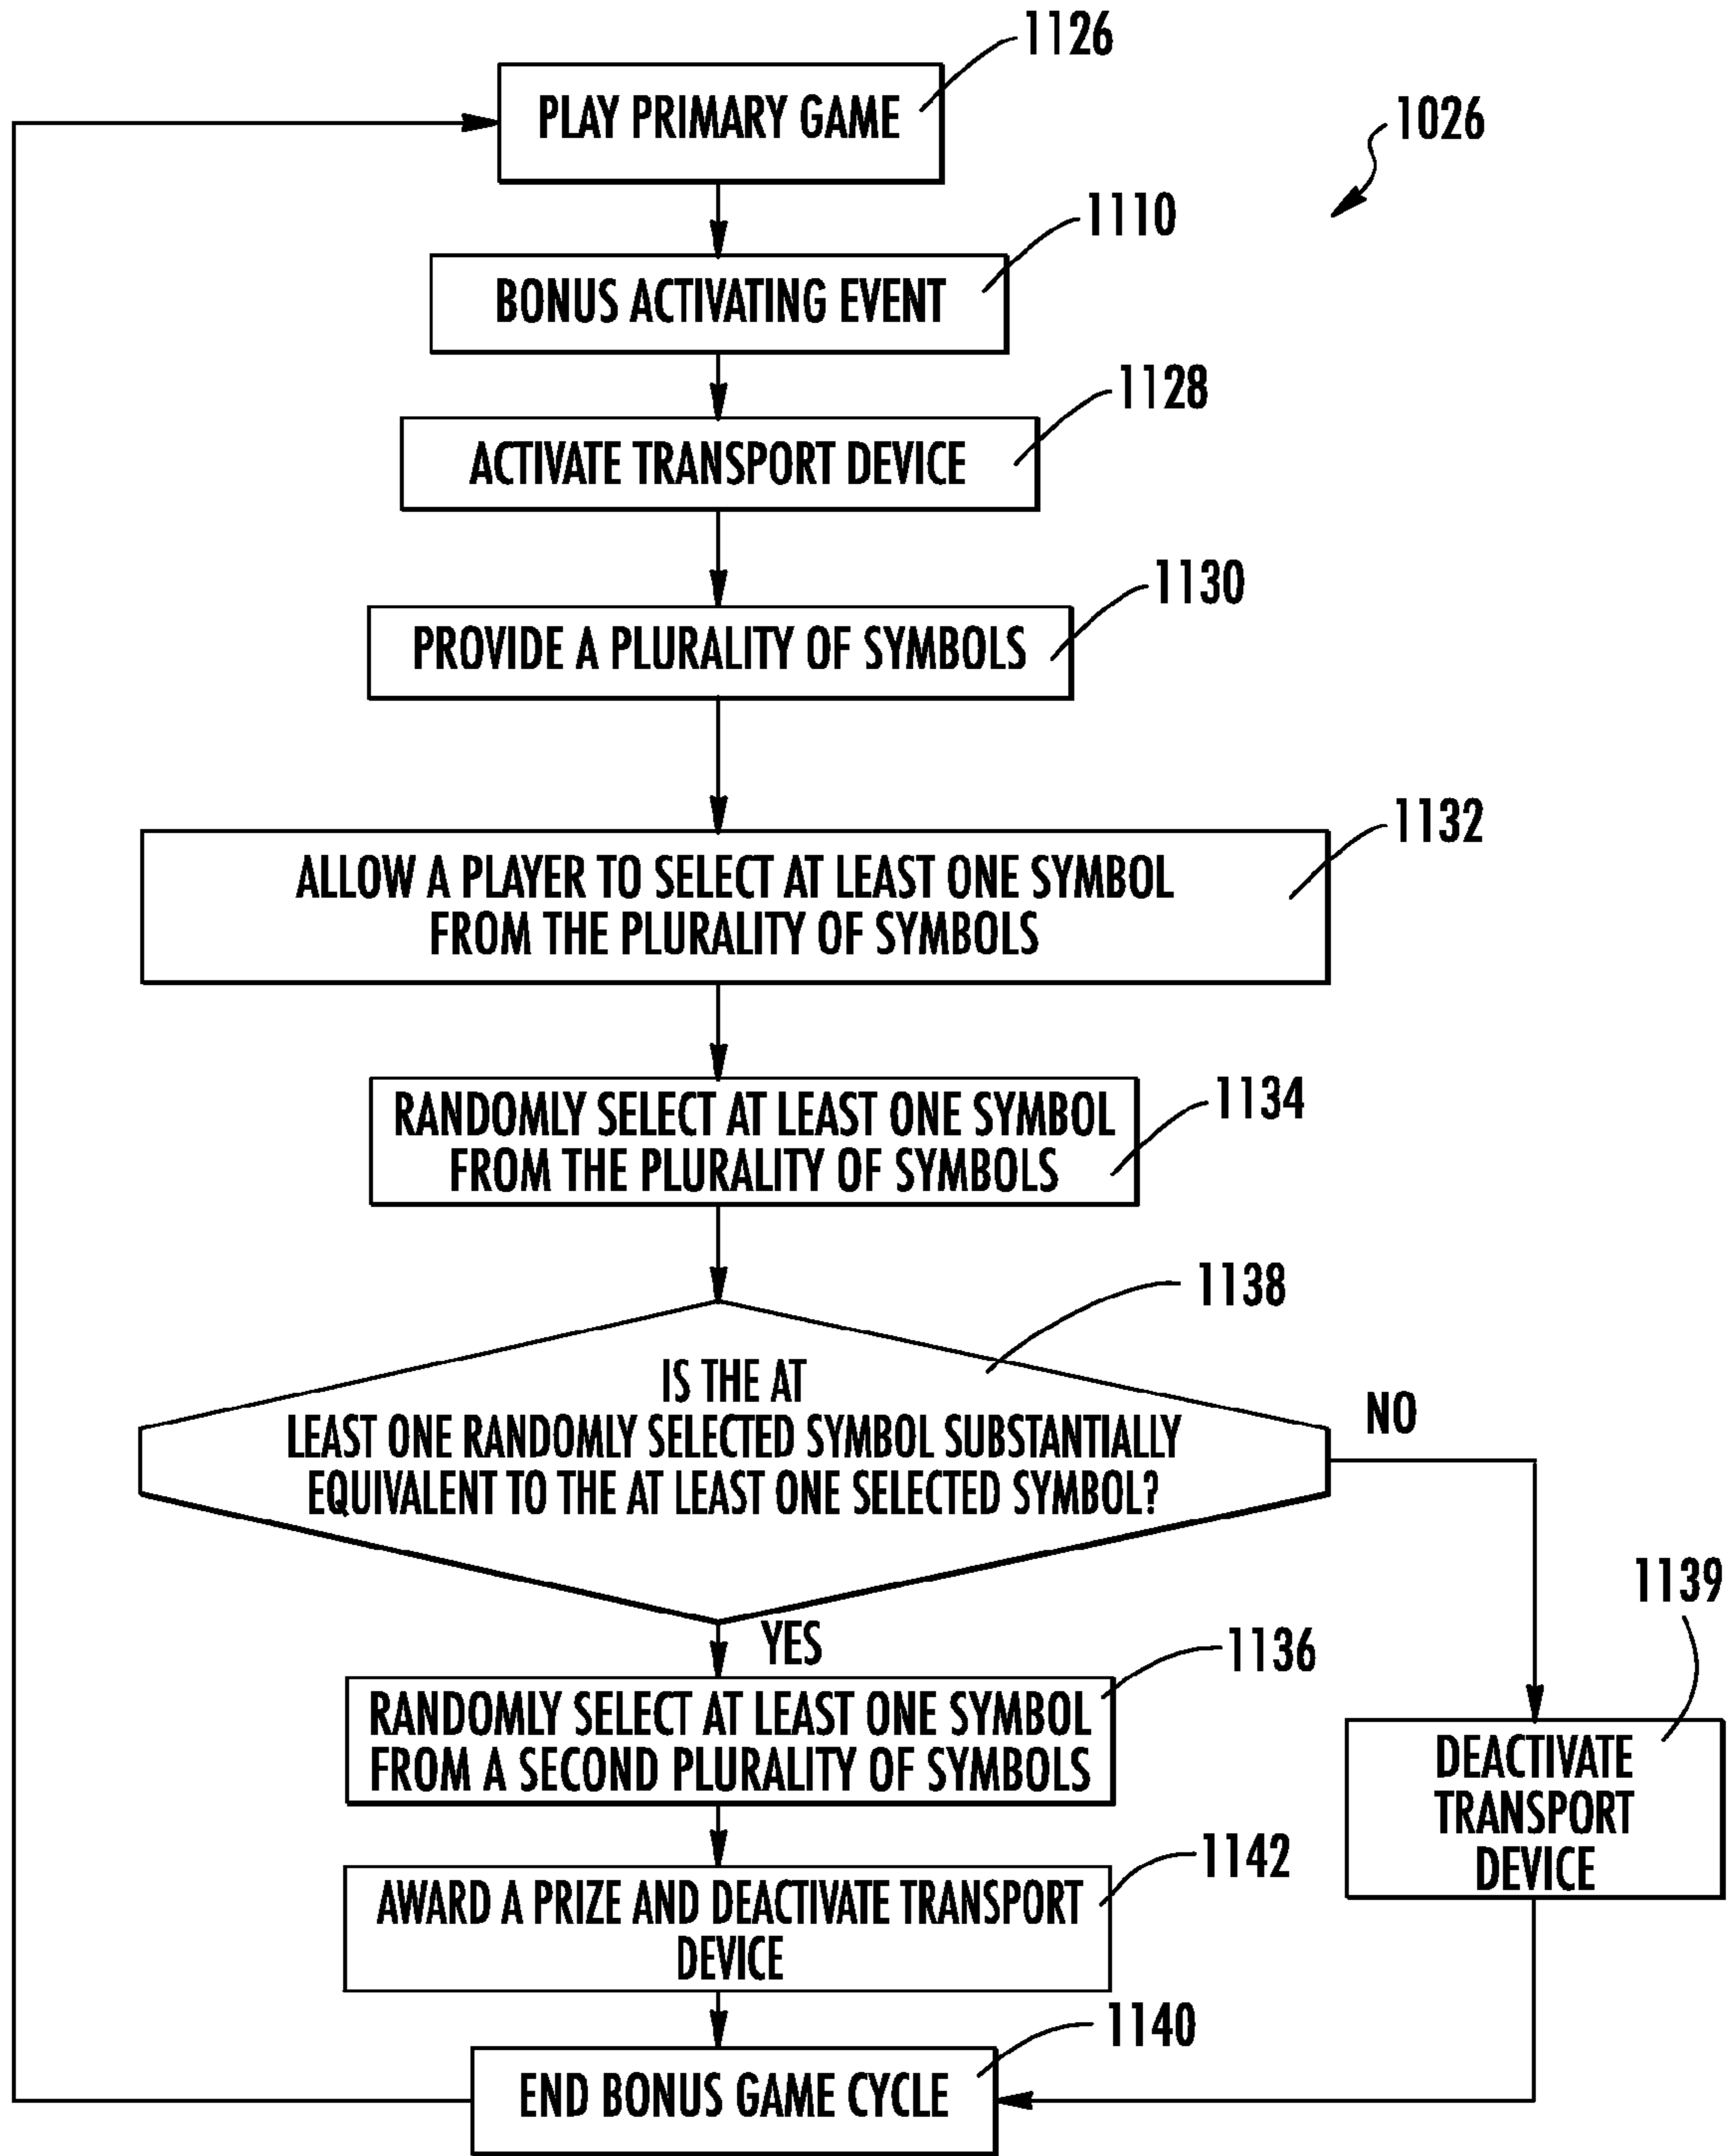 1126
PLAY PRIMARY GAME
1026
1110
BONUS ACTIVATING EVENT
1128
ACTIVATE TRANSPORT DEVICE
1130
PROVIDE A PLURALITY OF SYMBOLS
1132
ALLOW A PLAYER TO SELECT AT LEAST ONE SYMBOL
FROM THE PLURALITY OF SYMBOLS
1134
RANDOMLY SELECT AT LEAST ONE SYMBOL
FROM THE PLURALITY OF SYMBOLS
1138
IS THE AT
LEAST ONE RANDOMLY SELECTED SYMBOL SUBSTANTIALLY
EQUIVALENT TO THE AT LEAST ONE SELECTED SYMBOL?
NO
YES
1139
DEACTIVATE
TRANSPORT
DEVICE
1136
RANDOMLY SELECT AT LEAST ONE SYMBOL
FROM A SECOND PLURALITY OF SYMBOLS
1142
AWARD A PRIZE AND DEACTIVATE TRANSPORT
DEVICE
1140
END BONUS GAME CYCLE